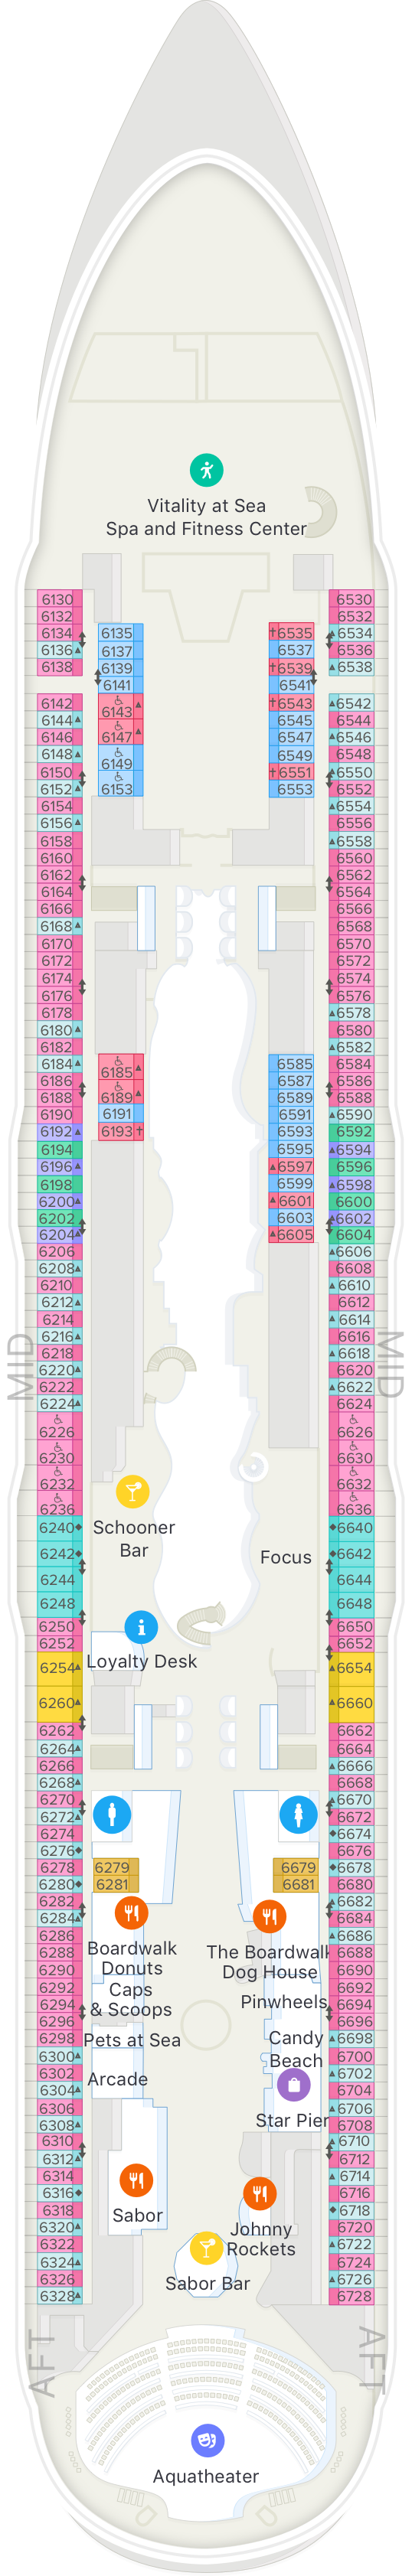 Vitality at Sea
Spa and Fitness Center
6130 6530
6132 6532
6134 6135 †6535 6534
6136 6137 6537 6536
6138 6139 †6539 6538
6141 6541
6142 6143 †6543 6542
6144 6545 6544
6146 6147 6547 6546
6148 6149 6549 6548
6150 †6551 6550
6152 6153 6553 6552
6154 6554
6156 6556
6158 6558
6160 6560
6162 6562
6164 6564
6166 6566
6168 6568
6170 6570
6172 6572
6174 6574
6176 6576
6178 6578
6180 6580
6182 6582
6184 6185 6585 6584
6186 6587 6586
6188 6189 6589 6588
6190 6191 6591 6590
6192 6193† 6593 6592
6194 6595 6594
6196 6597 6596
6198 6599 6598
6200 6601 6600
6202 6603 6602
6204 6605 6604
6206 6606
6208 6608
6210 6610
6212 6612
6214 6614
6216 6616
6218 6618
MID MID
6220 6620
6222 6622
6224 6624
6226 6626
6230 6630
6232 6632
6236 6636
Schooner
Bar
6240 6640
6242 Focus 6642
6244 6644
6248 6648
6250 6650
6252 6652
Loyalty Desk
6254 6654
6260 6660
6262 6662
6264 6664
6266 6666
6268 6668
6270 6670
6272 6672
6274 6674
6276 6676
6278 6279 6679 6678
6280 6281 6681 6680
6282 6682
6284 6684
6286 6686
Boardwalk
Donuts
The Boardwalk
Dog House
6288 6688
6290 6690
6292 6692
Caps
& Scoops
Pinwheels
6294 6694
6296 6696
6298 Pets at Sea 6698
Candy
Beach
6300 6700
6302 Arcade 6702
6304 6704
6306 Star Pier 6706
6308 6708
6310 6710
6312 6712
6314 6714
6316 6716
6318 Sabor 6718
6320 Johnny
Rockets 6720
6322 6722
6324 Sabor Bar 6724
6326 6726
6328 6728
AFT AFT
Aquatheater